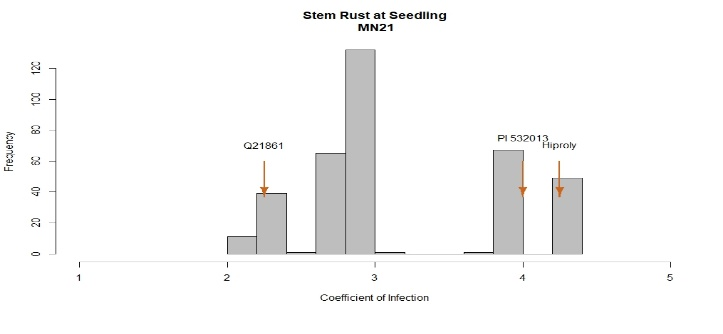 Stem Rust at Seedling
MN21
Frequency
120
100
80
60
40
20
0
Q21861
PI 532013
Hiproly
1 2 3 4 5
Coefficient of Infection